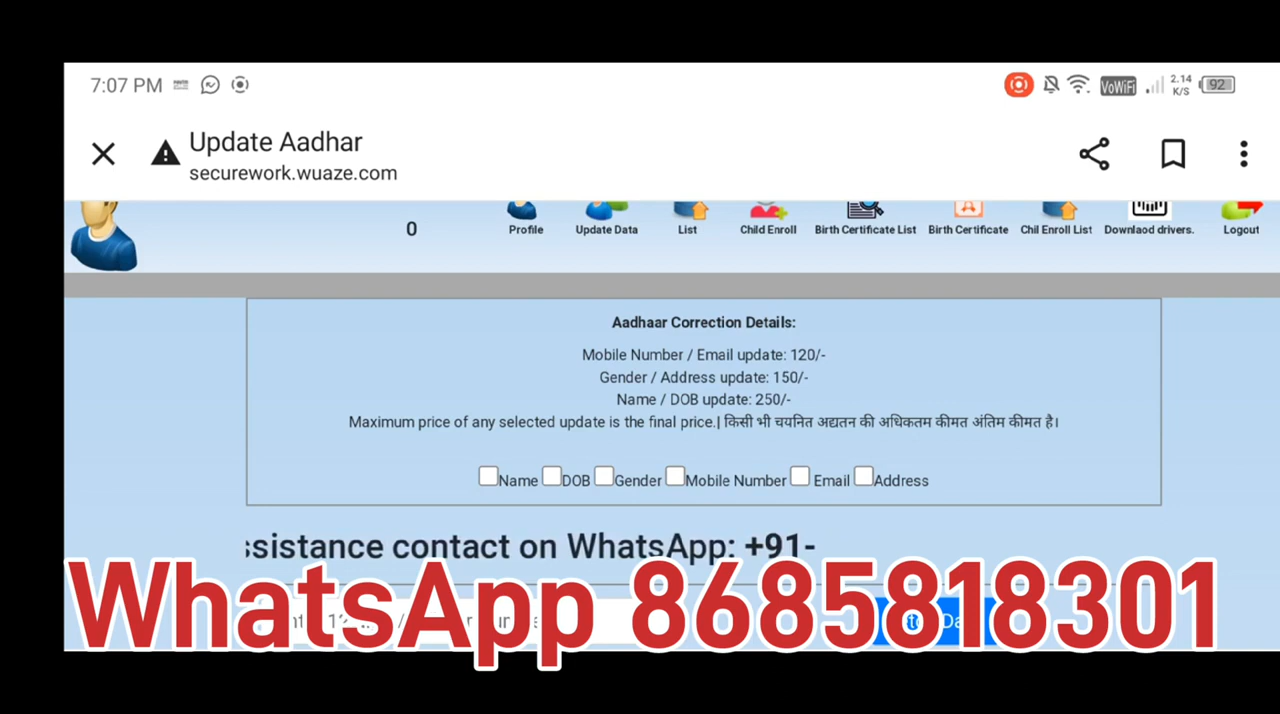 7:07 PM
2.14
K/S
VoWiFi
92
Update Aadhar
securework.wuaze.com
0
Profile
Update Data
List
Child Enroll
Birth Certificate List
Birth Certificate
Chil Enroll List
Downlaod drivers.
Logout
Aadhaar Correction Details:
Mobile Number / Email update: 120/-
Gender / Address update: 150/-
Name / DOB update: 250/-
Maximum price of any selected update is the final price.| किसी भी चयनित अद्यतन की अधिकतम कीमत अंतिम कीमत है।
Name DOB Gender Mobile Number Email Address
ssistance contact on WhatsApp: +91-
WhatsApp 8685818301